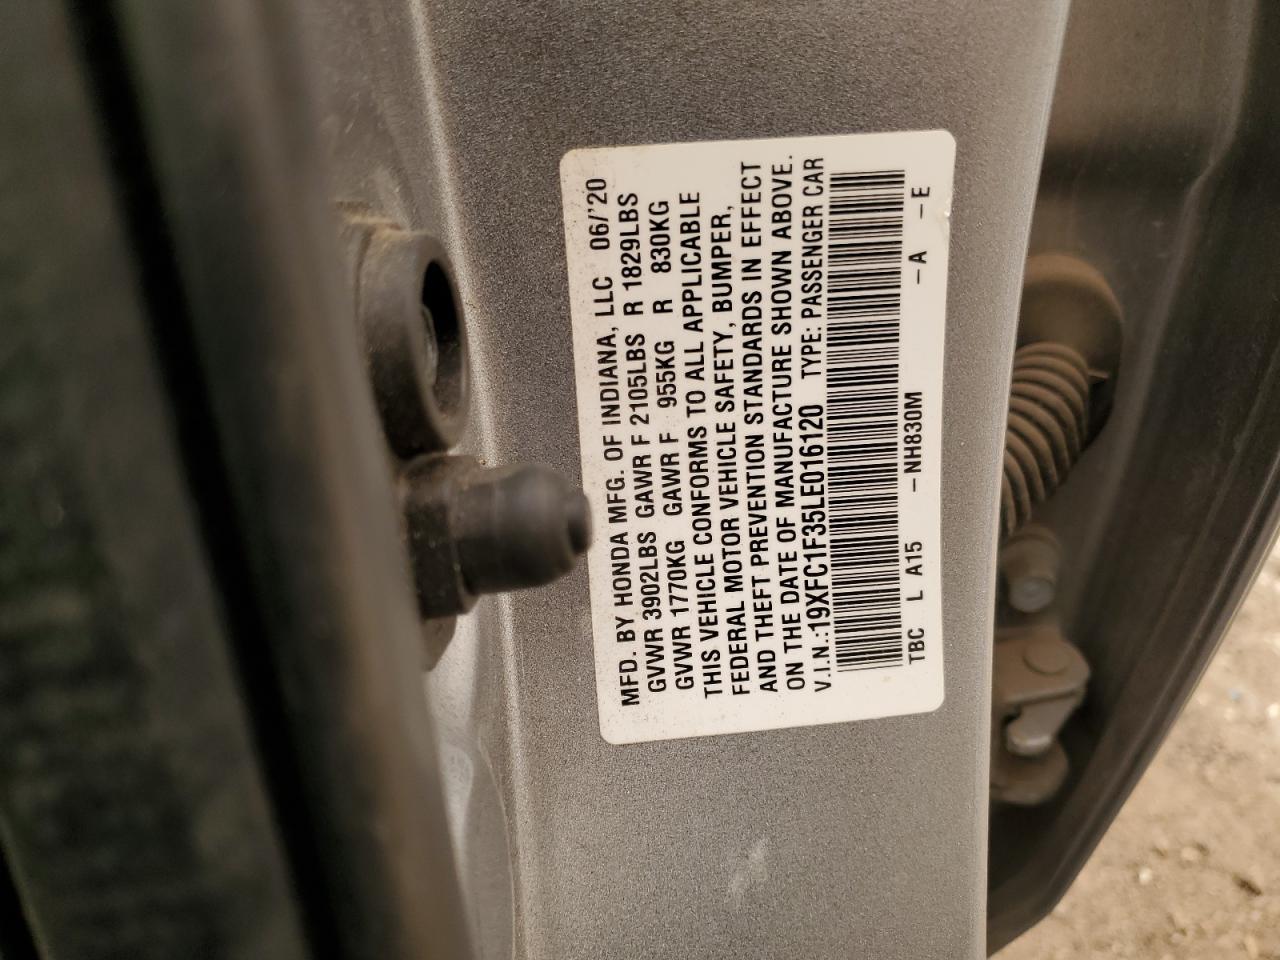 MFD. BY HONDA MFG. OF INDIANA, LLC 06/'20
GVWR 3902LBS GAWR F 2105LBS R 1829LBS
GVWR 1770KG GAWR F 955KG R 830KG
THIS VEHICLE CONFORMS TO ALL APPLICABLE
FEDERAL MOTOR VEHICLE SAFETY, BUMPER,
AND THEFT PREVENTION STANDARDS IN EFFECT
ON THE DATE OF MANUFACTURE SHOWN ABOVE.
V.I.N.:19XFC1F35LE016120 TYPE: PASSENGER CAR
TBC L A15 -NH830M -A -E